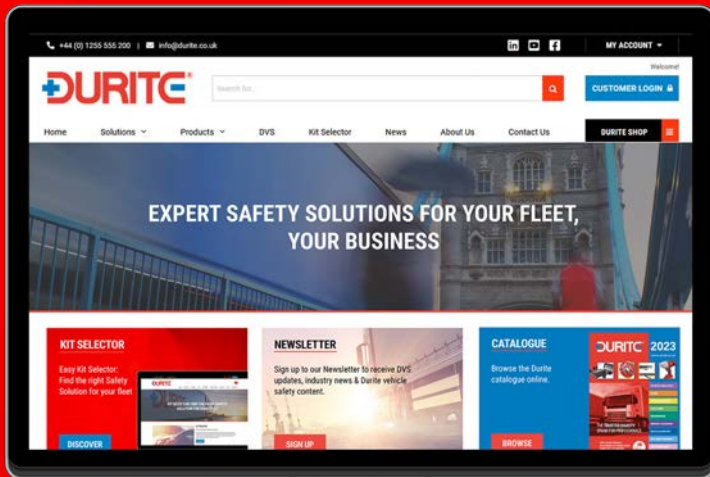 +44 (0) 1255 555 200 | info@durite.co.uk
MY ACCOUNT
Welcome!
DURITE®
Search for...
CUSTOMER LOGIN
Home Solutions Products DVS Kit Selector News About Us Contact Us DURITE SHOP
EXPERT SAFETY SOLUTIONS FOR YOUR FLEET,
YOUR BUSINESS
KIT SELECTOR
Easy Kit Selector:
Find the right Safety
Solution for your fleet
DISCOVER
NEWSLETTER
Sign up to our Newsletter to receive DVS
updates, industry news & Durite vehicle
safety content.
SIGN UP
CATALOGUE
Browse the Durite
catalogue online.
BROWSE
DURITE 2023